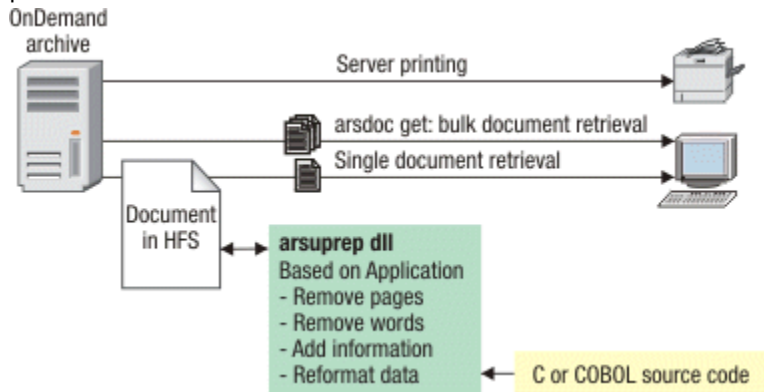 OnDemand
archive
Server printing
arsdoc get: bulk document retrieval
Single document retrieval
Document
in HFS
arsuprep dll
Based on Application
- Remove pages
- Remove words
- Add information
- Reformat data
C or COBOL source code